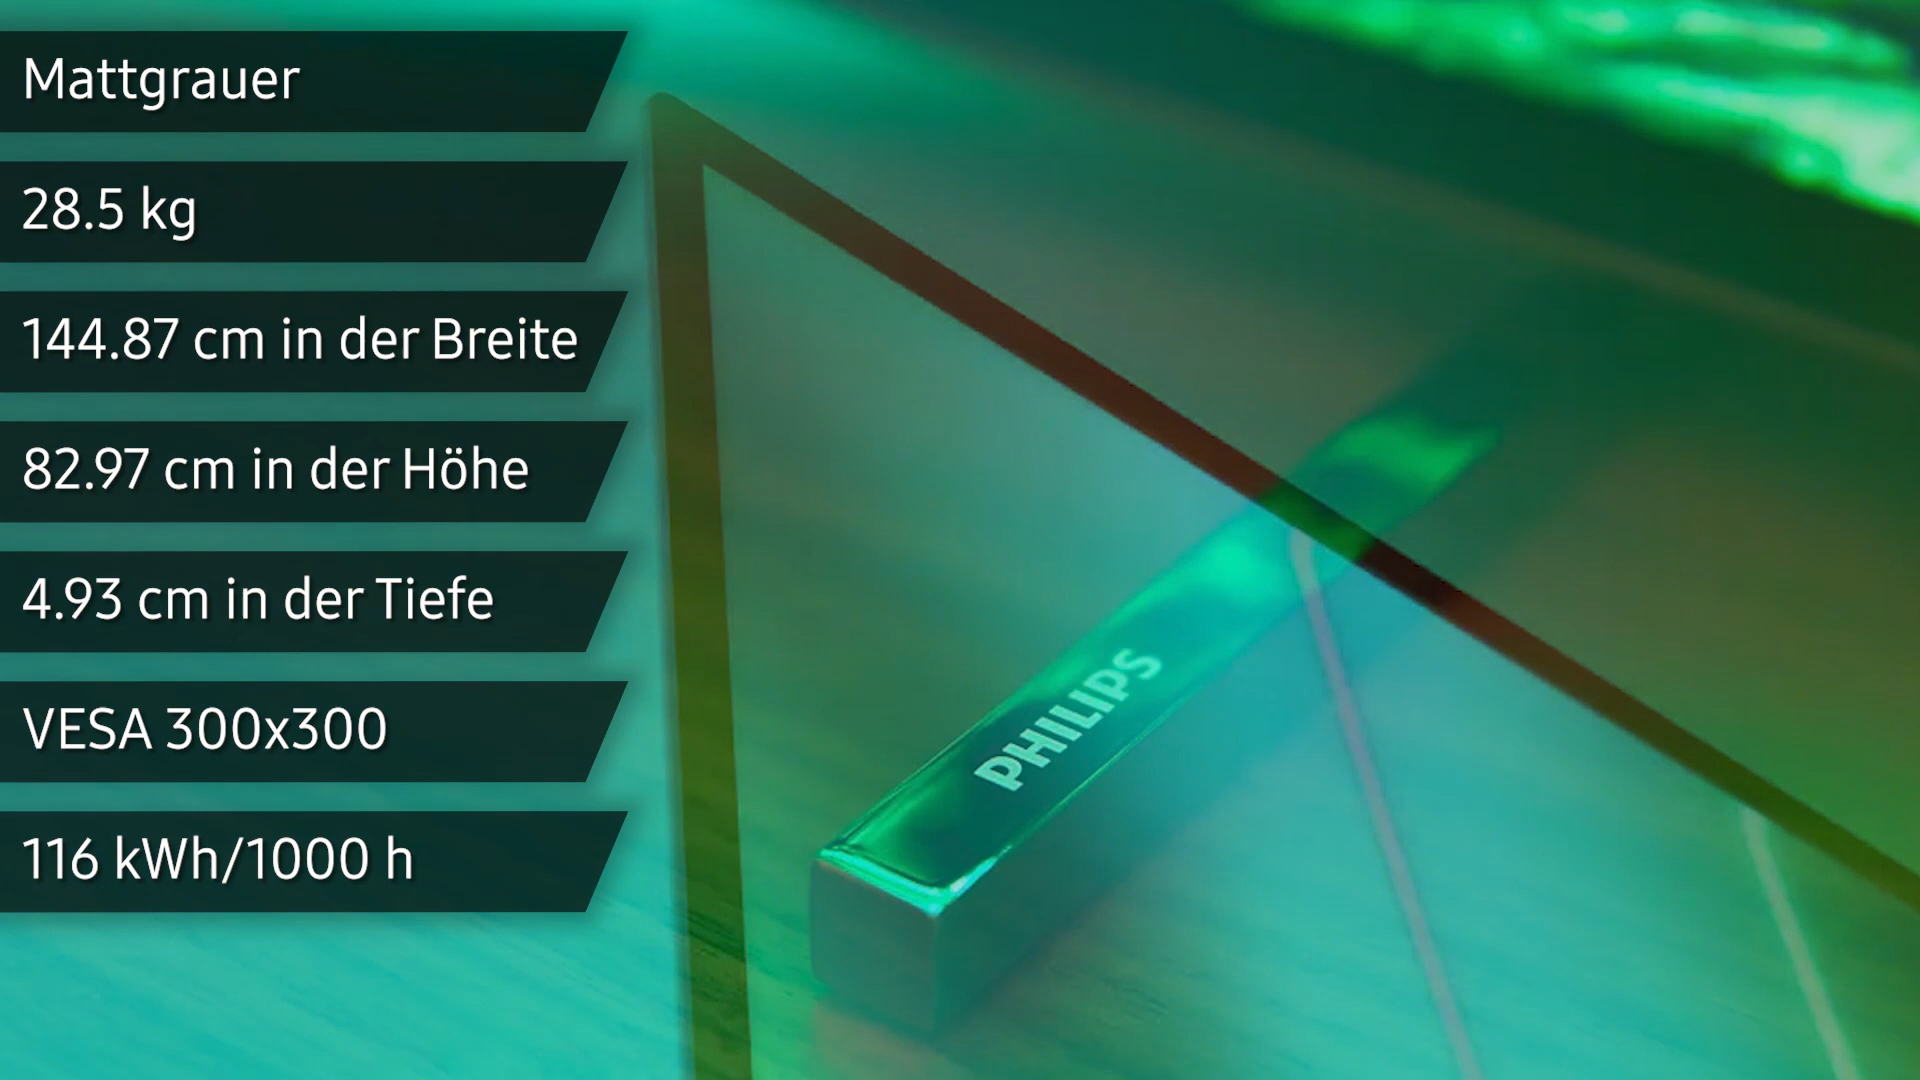 Mattgrauer
28.5 kg
144.87 cm in der Breite
82.97 cm in der Höhe
4.93 cm in der Tiefe
VESA 300x300
116 kWh/1000 h
PHILIPS